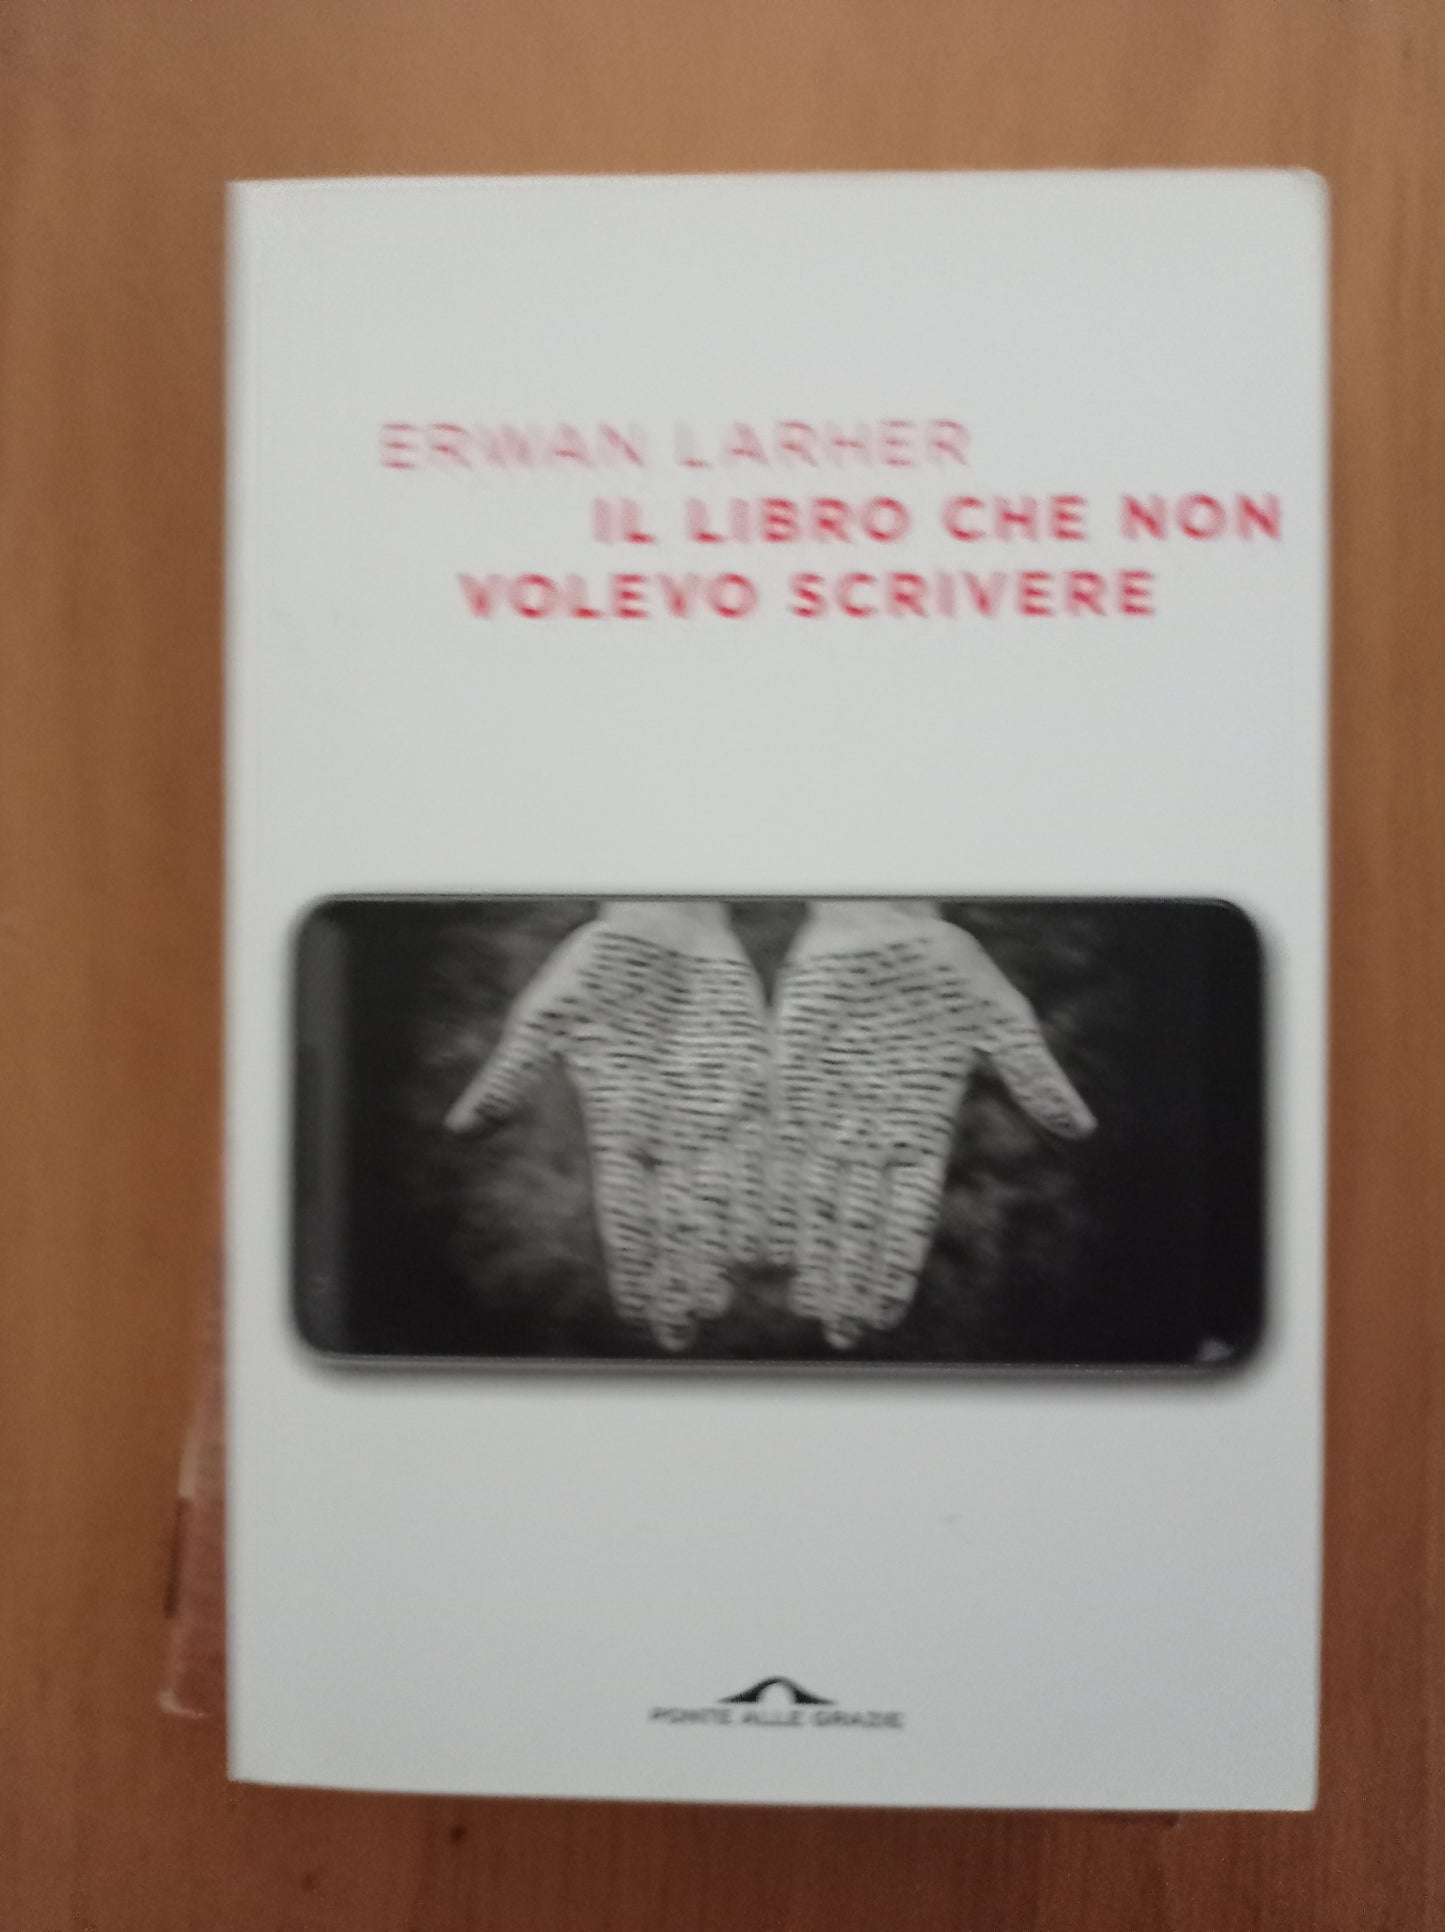 ERWAN LARHER
IL LIBRO CHE NON
VOLEVO SCRIVERE
PONTE ALLE GRAZIE